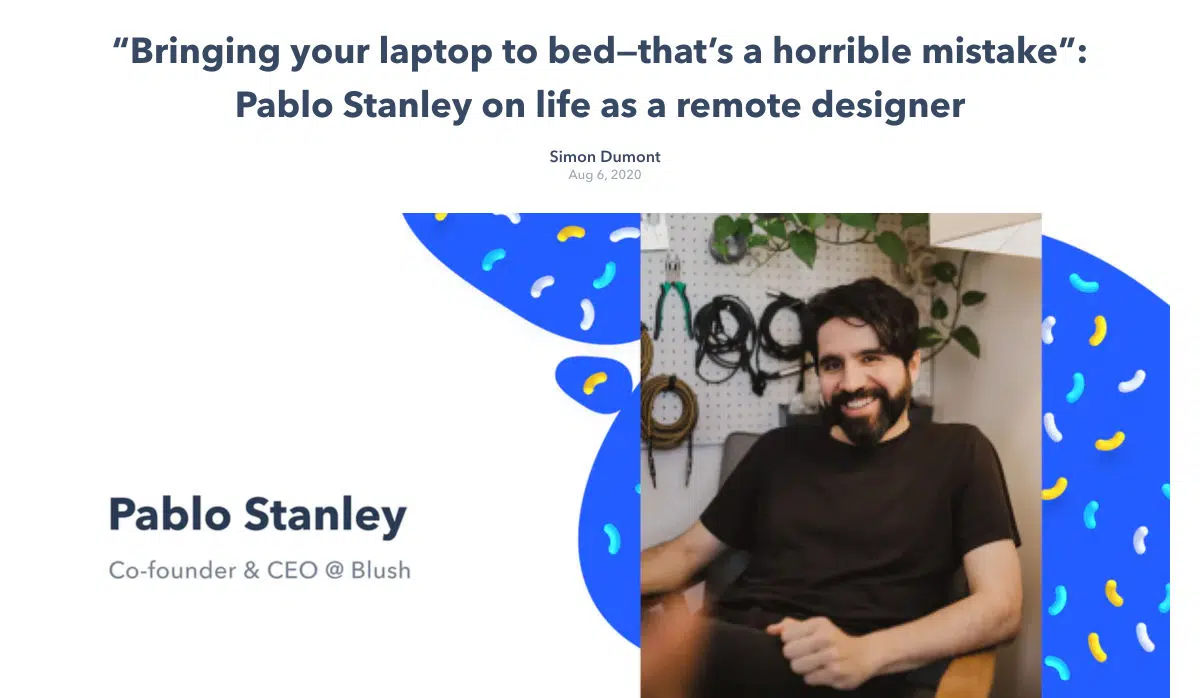 “Bringing your laptop to bed—that’s a horrible mistake”:
Pablo Stanley on life as a remote designer
Simon Dumont
Aug 6, 2020
Pablo Stanley
Co-founder & CEO @ Blush